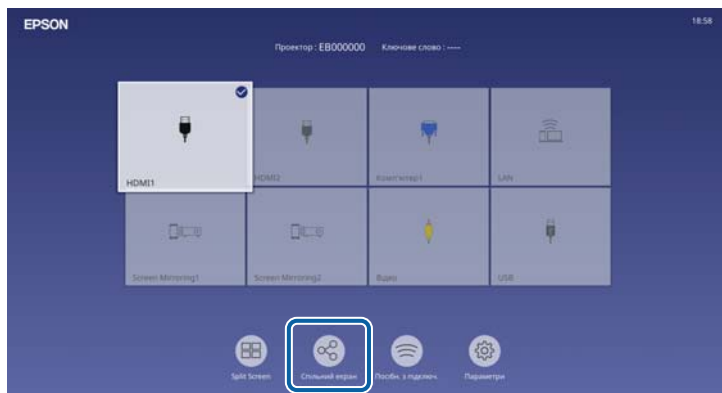 EPSON
18:58
Проектор : EB000000 Ключове слово : ----
HDMI1
HDMI2
Комп'ютер1
LAN
Screen Mirroring1
Screen Mirroring2
Відео
USB
Split Screen
Спільний екран
Посібн. з підключ.
Параметри